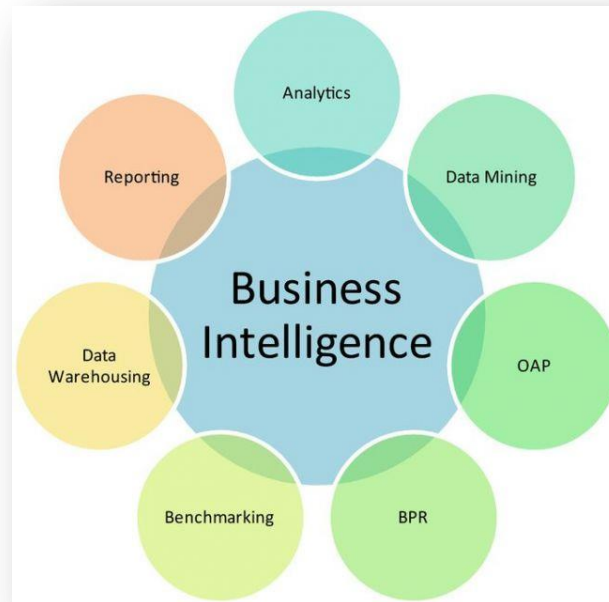 Analytics
Data Mining
OAP
BPR
Benchmarking
Data
Warehousing
Reporting
Business
Intelligence